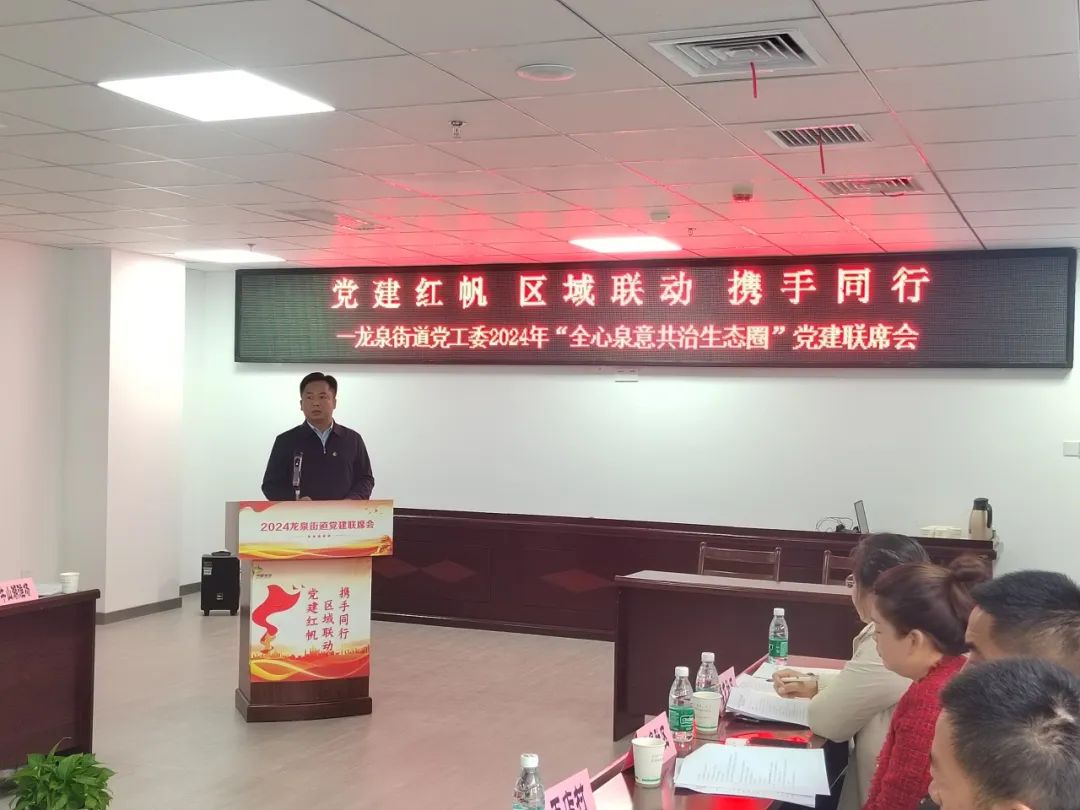 党建红帆 区域联动 携手同行
—龙泉街道党工委2024年“全心泉意共治生态圈”党建联席会
2024龙泉街道党建联席会
携手同行
区域联动
党建红帆